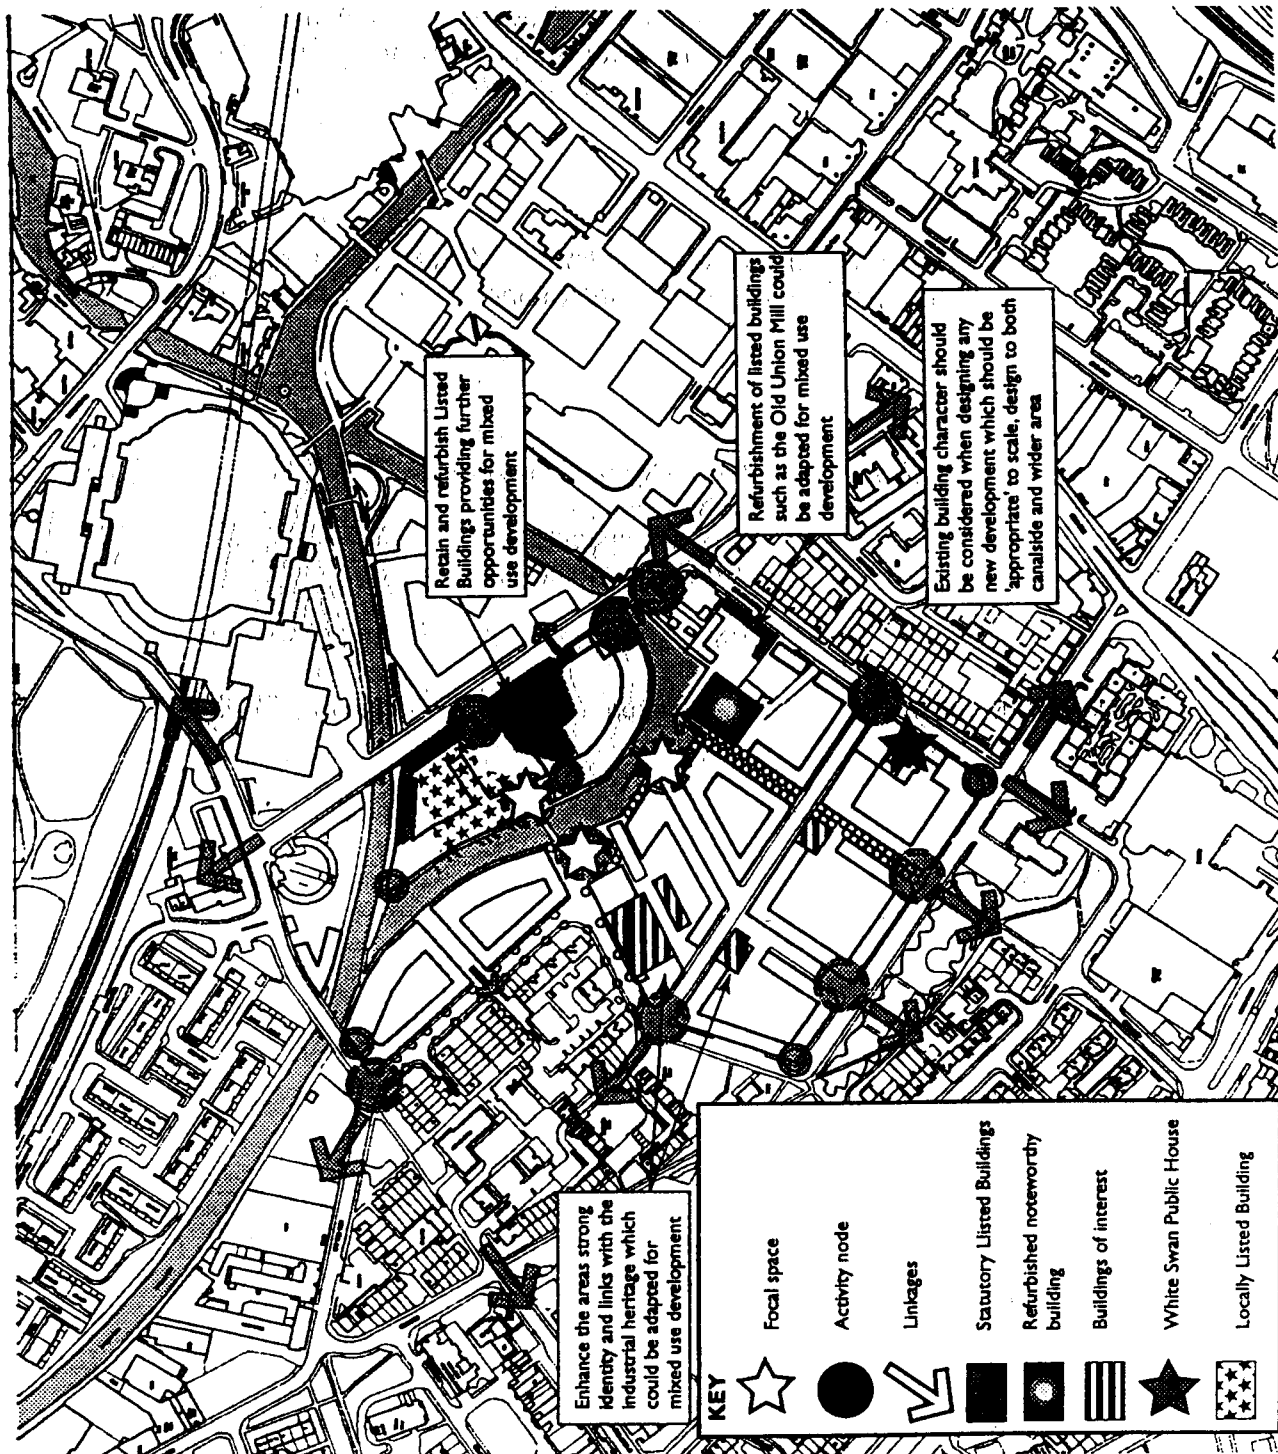 Retain and refurbish Listed
Buildings providing further
opportunities for mixed
use development
Refurbishment of listed buildings
such as the Old Union Mill could
be adapted for mixed use
development
Existing building character should
be considered when designing any
new development which should be
'appropriate' to scale, design to both
canalside and wider area
Enhance the areas strong
identity and links with the
industrial heritage which
could be adapted for
mixed use development
KEY
Focal space
Activity node
Linkages
Statutory Llisted Buildings
Refurbished noteworthy
building
Buildings of interest
White Swan Public House
Locally Listed Building